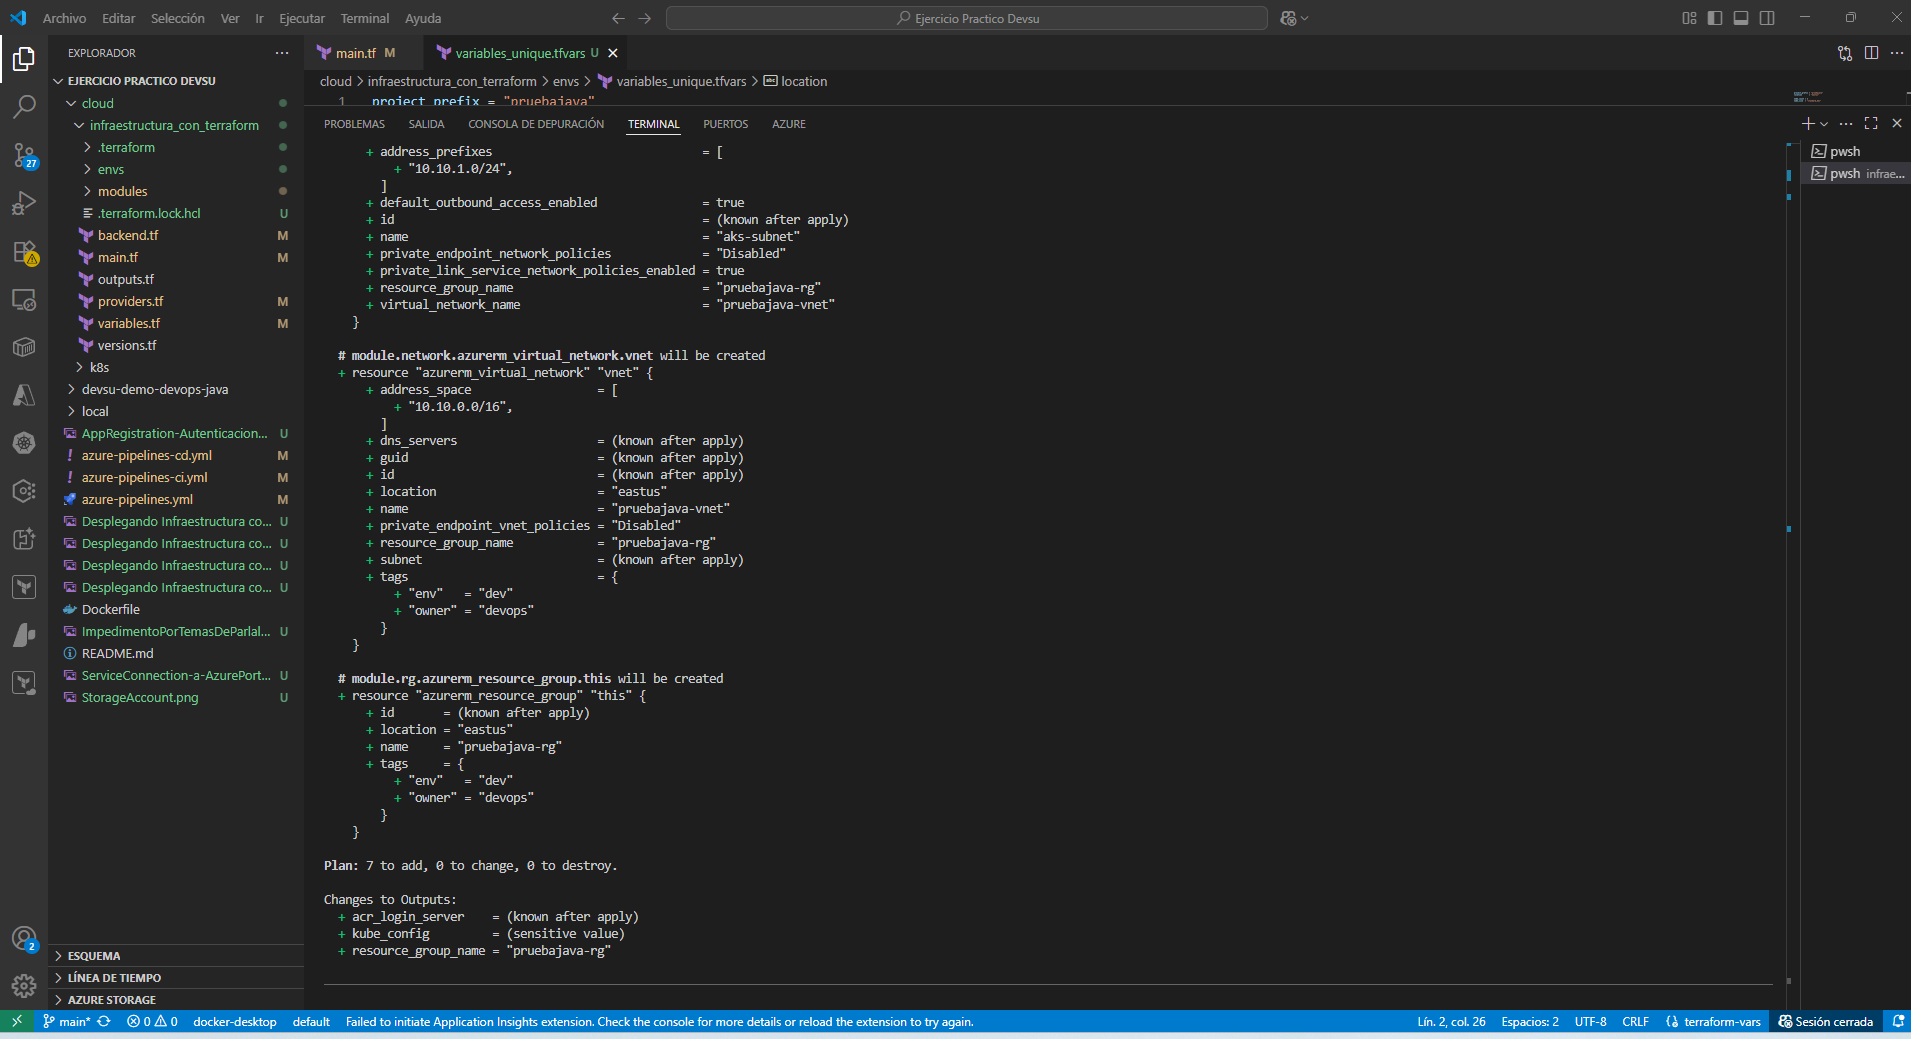 Archivo Editar Selección Ver Ir Ejecutar Terminal Ayuda
Ejercicio Practico Devsu
EXPLORADOR
EJERCICIO PRACTICO DEVSU
cloud
infraestructura_con_terraform
.terraform
envs
modules
.terraform.lock.hcl U
backend.tf M
main.tf M
outputs.tf
providers.tf M
variables.tf M
versions.tf
k8s
devsu-demo-devops-java
local
AppRegistration-Autenticacion... U
azure-pipelines-cd.yml M
azure-pipelines-ci.yml M
azure-pipelines.yml M
Desplegando Infraestructura co... U
Desplegando Infraestructura co... U
Desplegando Infraestructura co... U
Desplegando Infraestructura co... U
Dockerfile
ImpedimentoPorTemasDeParlal... U
README.md
ServiceConnection-a-AzurePort... U
StorageAccount.png U
ESQUEMA
LÍNEA DE TIEMPO
AZURE STORAGE
27
2
main.tf M
variables_unique.tfvars U
cloud > infraestructura_con_terraform > envs > variables_unique.tfvars > location
1 project_prefix = "pruebajava"
PROBLEMAS SALIDA CONSOLA DE DEPURACIÓN TERMINAL PUERTOS AZURE
pwsh
pwsh infrae...
+ address_prefixes = [
+ "10.10.1.0/24",
]
+ default_outbound_access_enabled = true
+ id = (known after apply)
+ name = "aks-subnet"
+ private_endpoint_network_policies = "Disabled"
+ private_link_service_network_policies_enabled = true
+ resource_group_name = "pruebajava-rg"
+ virtual_network_name = "pruebajava-vnet"
}
# module.network.azurerm_virtual_network.vnet will be created
+ resource "azurerm_virtual_network" "vnet" {
+ address_space = [
+ "10.10.0.0/16",
]
+ dns_servers = (known after apply)
+ guid = (known after apply)
+ id = (known after apply)
+ location = "eastus"
+ name = "pruebajava-vnet"
+ private_endpoint_vnet_policies = "Disabled"
+ resource_group_name = "pruebajava-rg"
+ subnet = (known after apply)
+ tags = {
+ "env" = "dev"
+ "owner" = "devops"
}
}
# module.rg.azurerm_resource_group.this will be created
+ resource "azurerm_resource_group" "this" {
+ id = (known after apply)
+ location = "eastus"
+ name = "pruebajava-rg"
+ tags = {
+ "env" = "dev"
+ "owner" = "devops"
}
}
Plan: 7 to add, 0 to change, 0 to destroy.
Changes to Outputs:
+ acr_login_server = (known after apply)
+ kube_config = (sensitive value)
+ resource_group_name = "pruebajava-rg"
main* 0 0 docker-desktop default Failed to initiate Application Insights extension. Check the console for more details or reload the extension to try again. Lín. 2, col. 26 Espacios: 2 UTF-8 CRLF terraform-vars Sesión cerrada